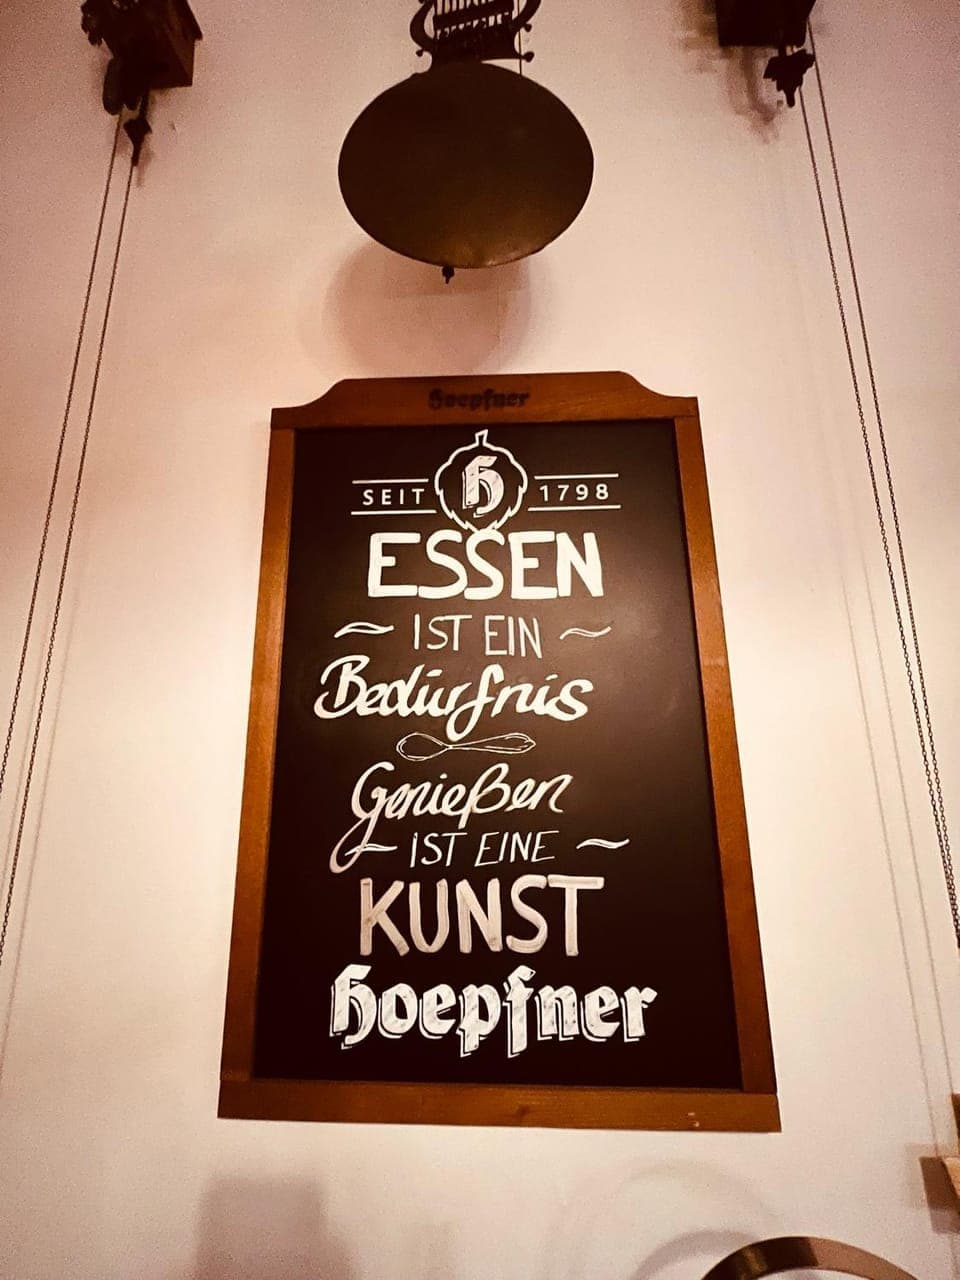 Hoepfner
SEIT H 1798
ESSEN
IST EIN
Bedürfnis
Genießen
IST EINE
KUNST
Hoepfner